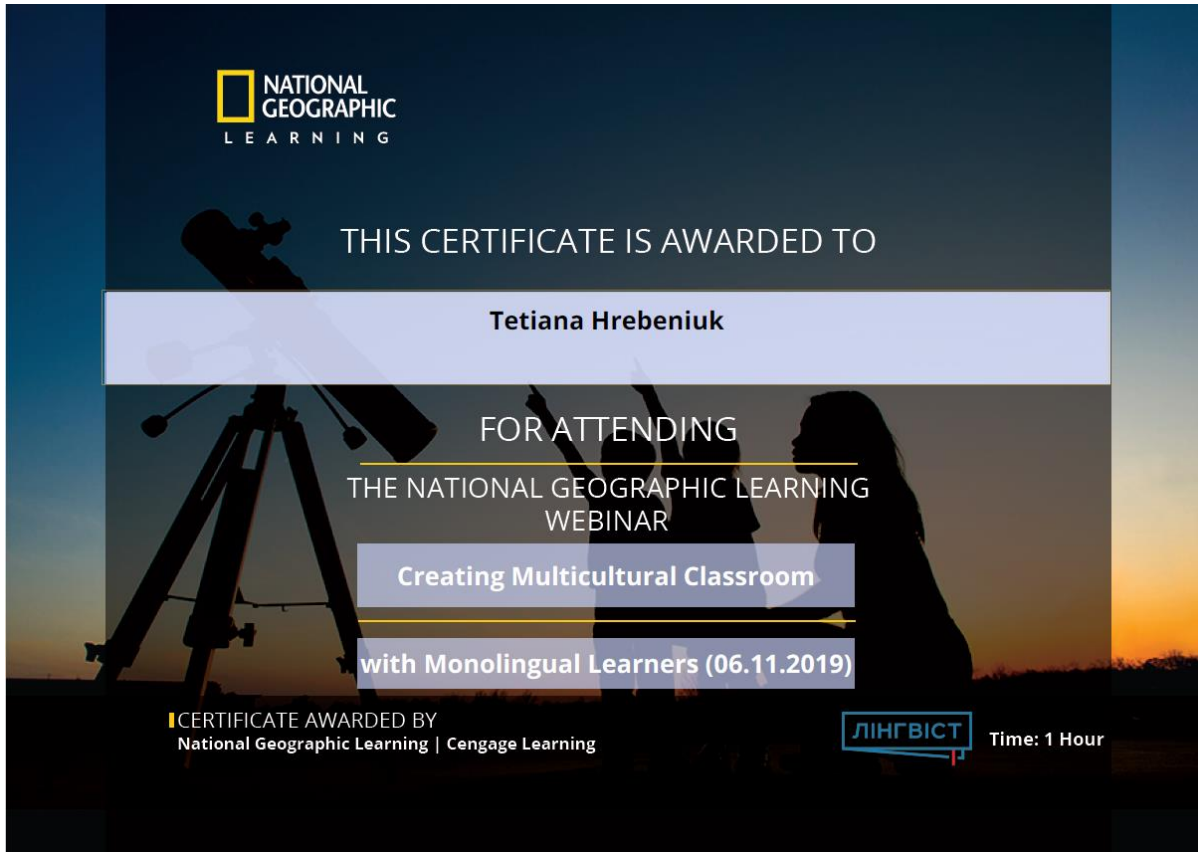 NATIONAL
GEOGRAPHIC
LEARNING
THIS CERTIFICATE IS AWARDED TO
Tetiana Hrebeniuk
FOR ATTENDING
THE NATIONAL GEOGRAPHIC LEARNING
WEBINAR
Creating Multicultural Classroom
with Monolingual Learners (06.11.2019)
CERTIFICATE AWARDED BY
National Geographic Learning | Cengage Learning
ЛІНГВІСТ
Time: 1 Hour